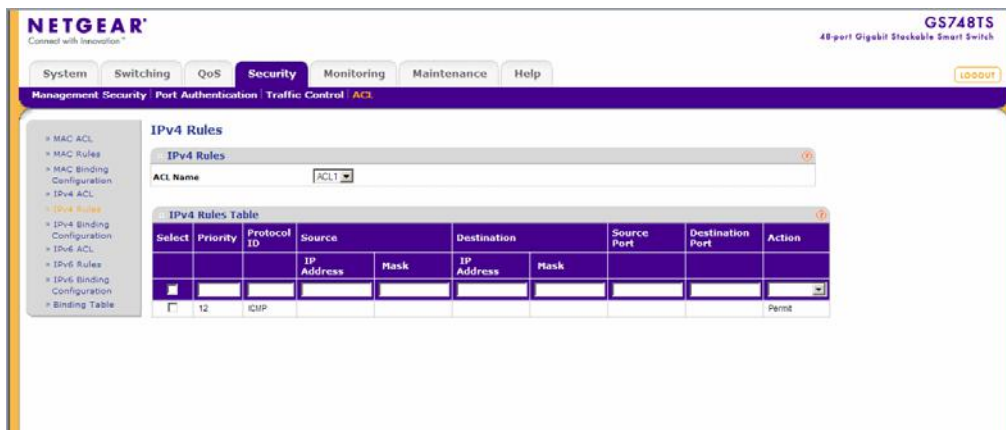 NETGEAR®
Connect with Innovation™
GS748TS
48-port Gigabit Stackable Smart Switch
System Switching QoS Security Monitoring Maintenance Help
LOGOUT
Management Security Port Authentication Traffic Control ACL
» MAC ACL
» MAC Rules
» MAC Binding
Configuration
» IPv4 ACL
» IPv4 Rules
» IPv4 Binding
Configuration
» IPv6 ACL
» IPv6 Rules
» IPv6 Binding
Configuration
» Binding Table
IPv4 Rules
IPv4 Rules
ACL Name ACL1
IPv4 Rules Table
Select Priority Protocol ID Source Destination Source Port Destination Port Action
IP Address Mask IP Address Mask
12 ICMP Permit